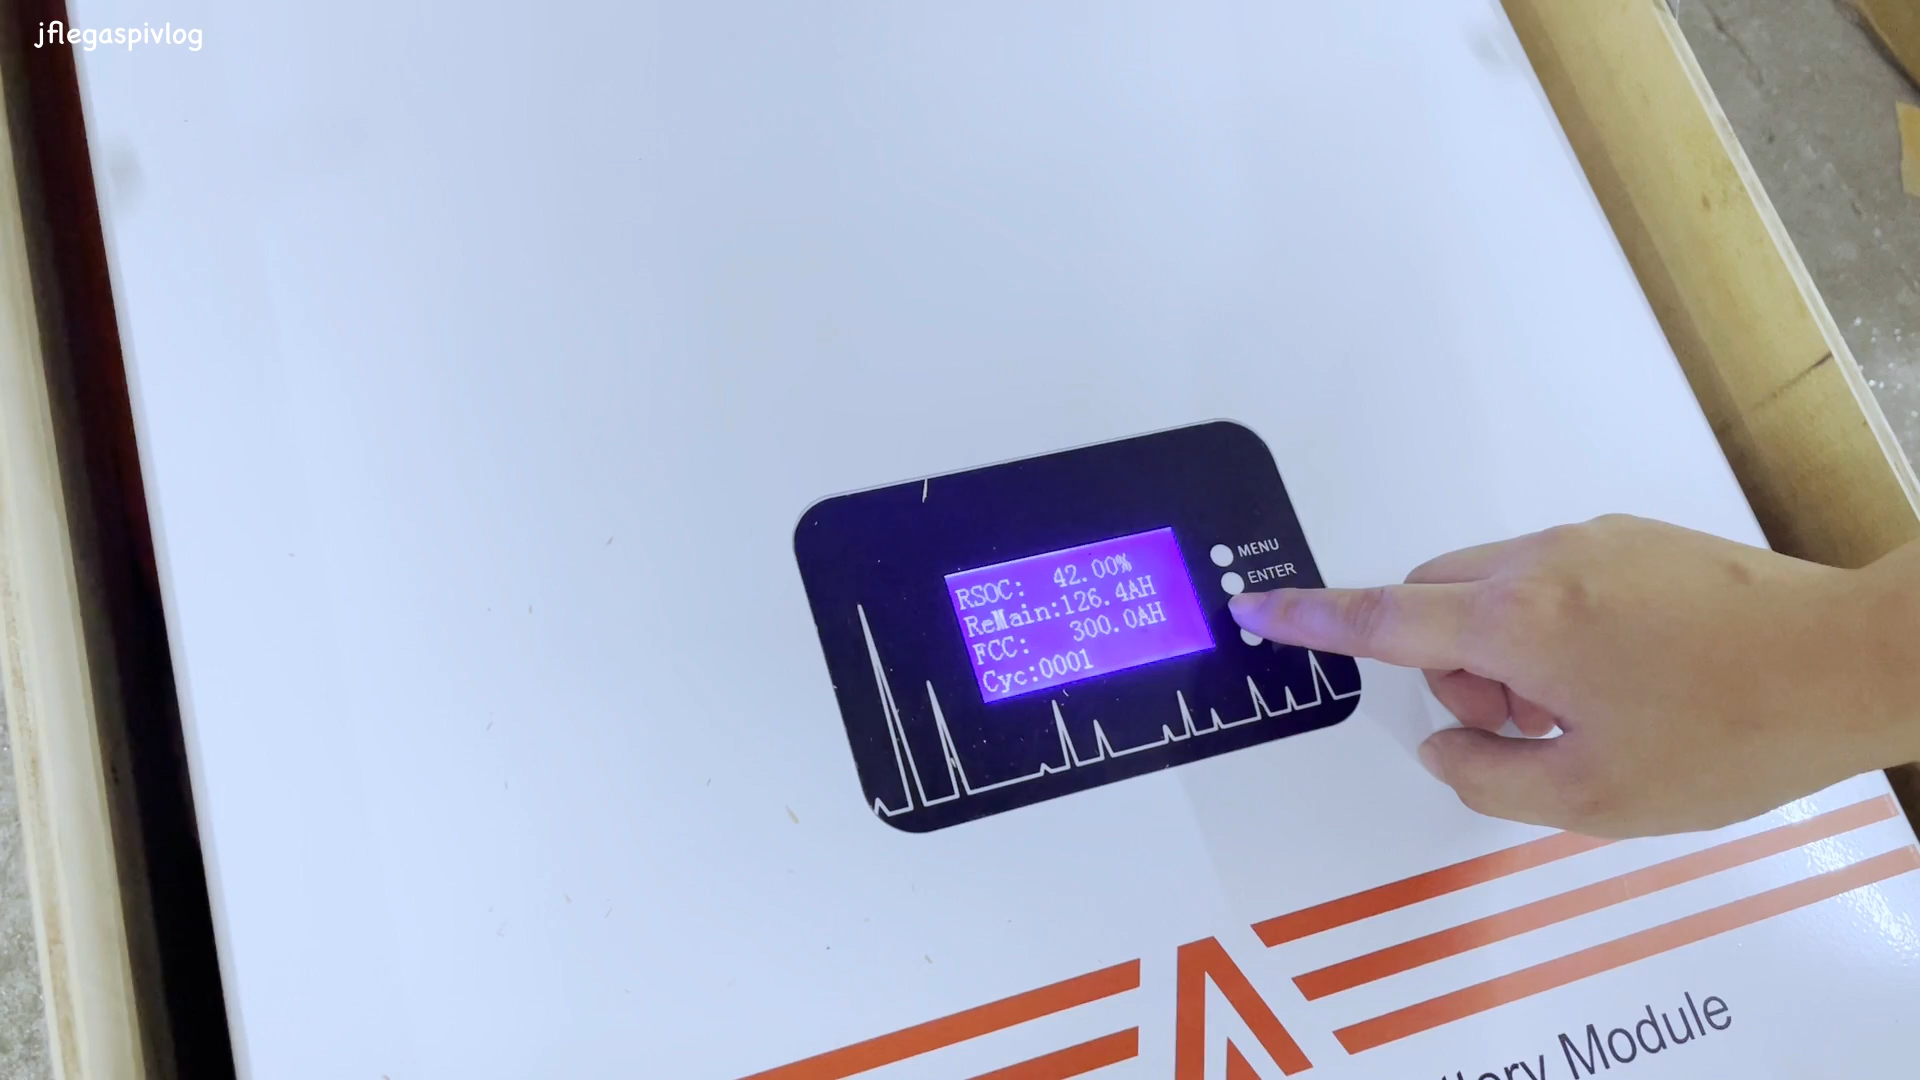 jflegaspivlog
RSOC: 42.00%
ReMain:126.4AH
FCC: 300.0AH
Cyc:0001
MENU
ENTER
Module